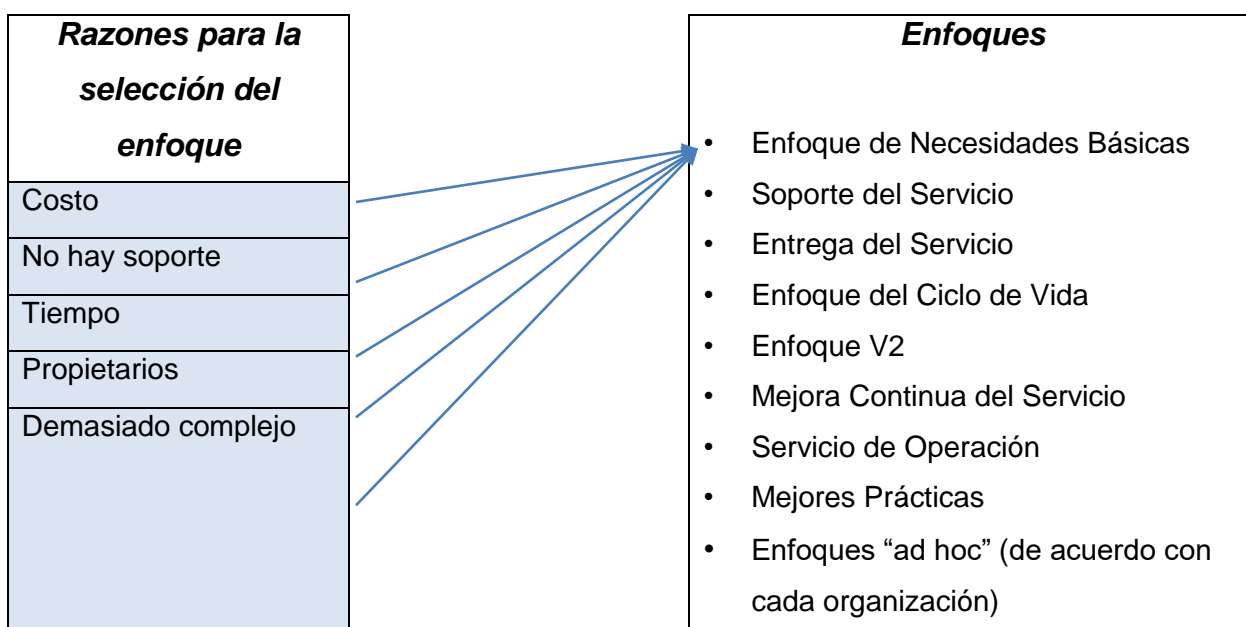 Razones para la
selección del
enfoque
Costo
No hay soporte
Tiempo
Propietarios
Demasiado complejo
Enfoques
• Enfoque de Necesidades Básicas
• Soporte del Servicio
• Entrega del Servicio
• Enfoque del Ciclo de Vida
• Enfoque V2
• Mejora Continua del Servicio
• Servicio de Operación
• Mejores Prácticas
• Enfoques “ad hoc” (de acuerdo con
cada organización)